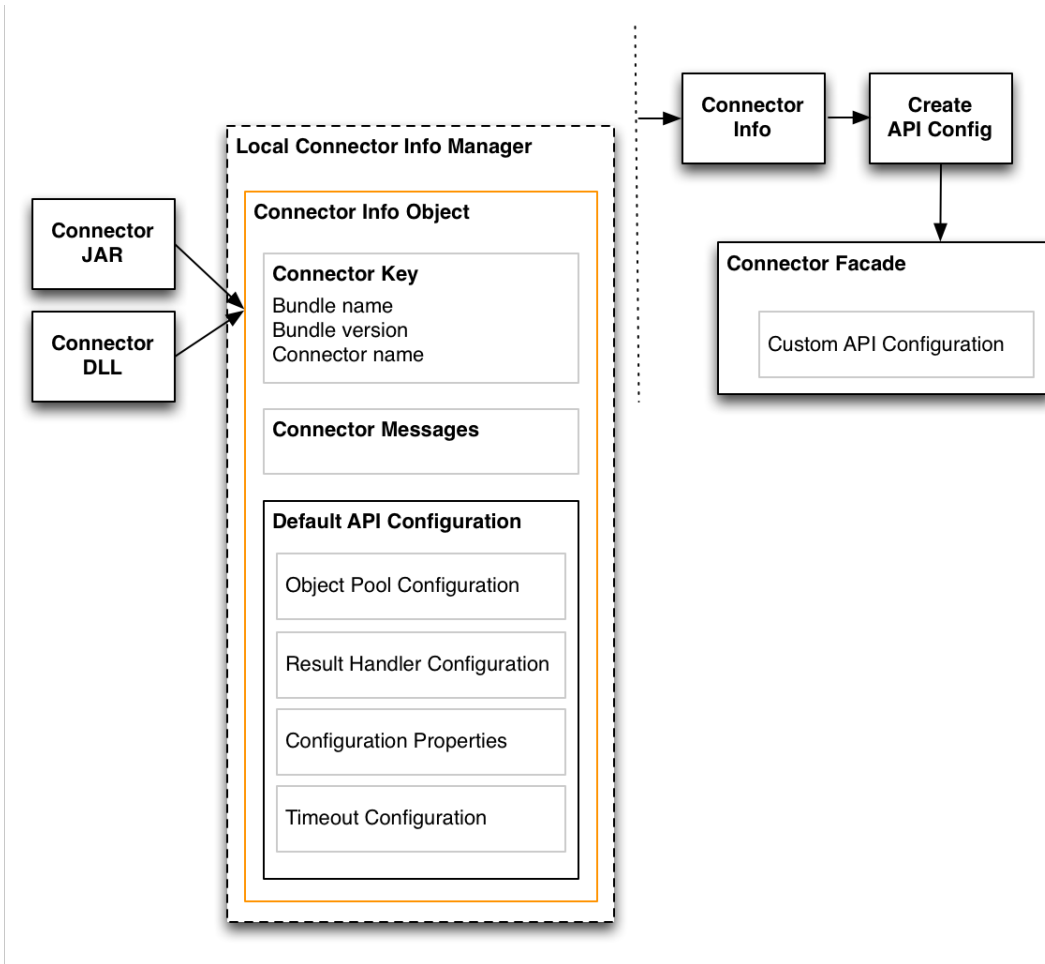 Connector
JAR
Connector
DLL
Local Connector Info Manager
Connector Info Object
Connector Key
Bundle name
Bundle version
Connector name
Connector Messages
Default API Configuration
Object Pool Configuration
Result Handler Configuration
Configuration Properties
Timeout Configuration
Connector
Info
Create
API Config
Connector Facade
Custom API Configuration